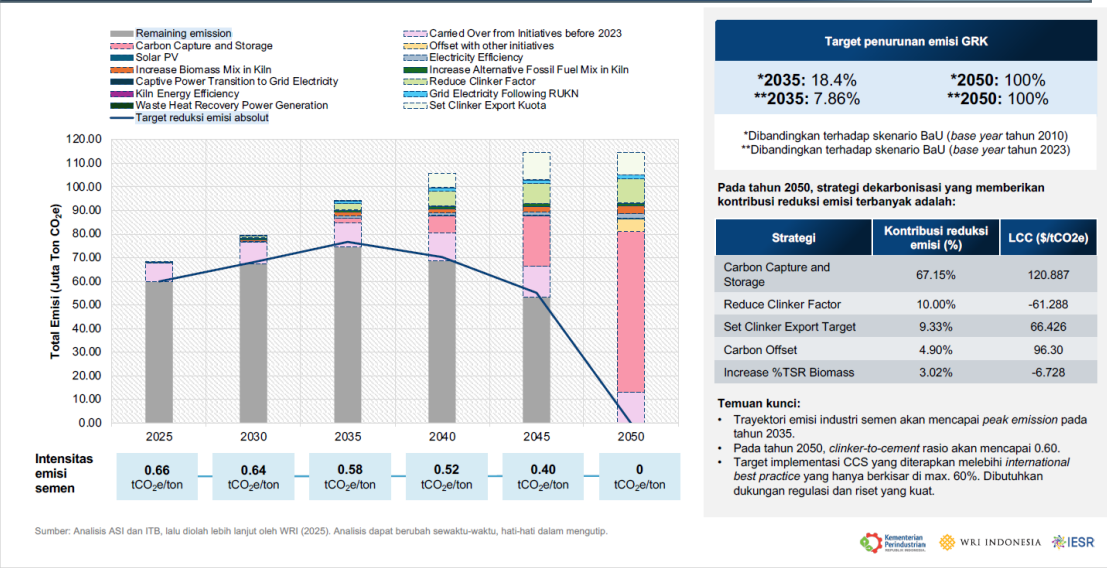 Remaining emission
Carried Over from Initiatives before 2023
Carbon Capture and Storage
Offset with other initiatives
Solar PV
Electricity Efficiency
Increase Biomass Mix in Kiln
Increase Alternative Fossil Fuel Mix in Kiln
Captive Power Transition to Grid Electricity
Reduce Clinker Factor
Kiln Energy Efficiency
Grid Electricity Following RUKN
Waste Heat Recovery Power Generation
Set Clinker Export Kuota
Target reduksi emisi absolut
Total Emisi (Juta Ton CO2e)
120.00
110.00
100.00
90.00
80.00
70.00
60.00
50.00
40.00
30.00
20.00
10.00
0.00
2025 2030 2035 2040 2045 2050
Intensitas
emisi
semen
0.66 0.64 0.58 0.52 0.40 0
tCO2e/ton tCO2e/ton tCO2e/ton tCO2e/ton tCO2e/ton tCO2e/ton
Sumber: Analisis ASI dan ITB, lalu diolah lebih lanjut oleh WRI (2025). Analisis dapat berubah sewaktu-waktu, hati-hati dalam mengutip.
Target penurunan emisi GRK
*2035: 18.4% *2050: 100%
**2035: 7.86% **2050: 100%
*Dibandingkan terhadap skenario BaU (base year tahun 2010)
**Dibandingkan terhadap skenario BaU (base year tahun 2023)
Pada tahun 2050, strategi dekarbonisasi yang memberikan
kontribusi reduksi emisi terbanyak adalah:
Strategi Kontribusi reduksi emisi (%) LCC ($/tCO2e)
Carbon Capture and Storage 67.15% 120.887
Reduce Clinker Factor 10.00% -61.288
Set Clinker Export Target 9.33% 66.426
Carbon Offset 4.90% 96.30
Increase %TSR Biomass 3.02% -6.728
Temuan kunci:
• Trayektori emisi industri semen akan mencapai peak emission pada
tahun 2035.
• Pada tahun 2050, clinker-to-cement rasio akan mencapai 0.60.
• Target implementasi CCS yang diterapkan melebihi international
best practice yang hanya berkisar di max. 60%. Dibutuhkan
dukungan regulasi dan riset yang kuat.
Kementerian
Perindustrian
REPUBLIK INDONESIA
WRI INDONESIA
IESR